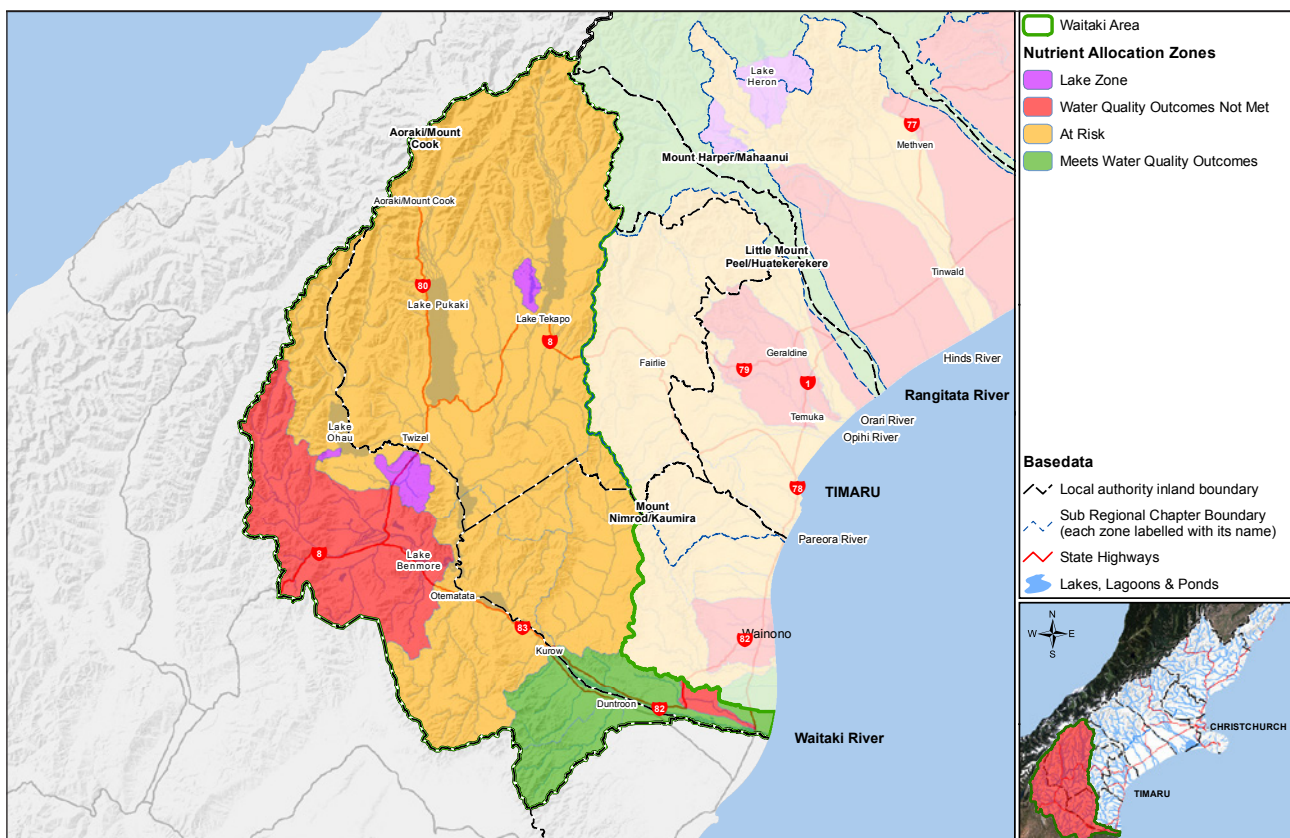 Lake
Heron
77
Methven
Aoraki/Mount
Cook
Mount Harper/Mahaanui
Aoraki/Mount Cook
Little Mount
Peel/Huatekerekere
Tinwald
80
Lake Pukaki
Lake Tekapo
8
Fairlie
Geraldine
79
1
Hinds River
Rangitata River
Temuka
Orari River
Opihi River
Lake
Ohau
Twizel
78
TIMARU
Mount
Nimrod/Kaumira
Pareora River
8
Lake
Benmore
Otematata
83
Kurow
82
Wainono
Duntroon
82
Waitaki River
Waitaki Area
Nutrient Allocation Zones
Lake Zone
Water Quality Outcomes Not Met
At Risk
Meets Water Quality Outcomes
Basedata
Local authority inland boundary
Sub Regional Chapter Boundary
(each zone labelled with its name)
State Highways
Lakes, Lagoons & Ponds
N
W E
S
CHRISTCHURCH
TIMARU